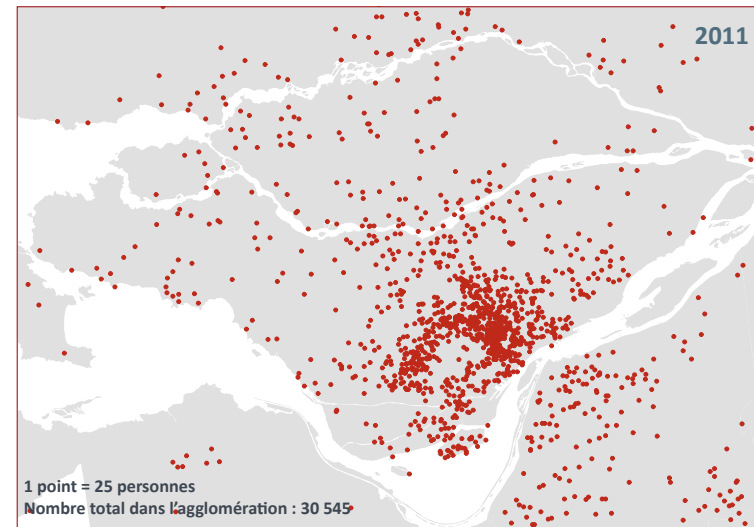 2011
1 point = 25 personnes
Nombre total dans l'agglomération : 30 545